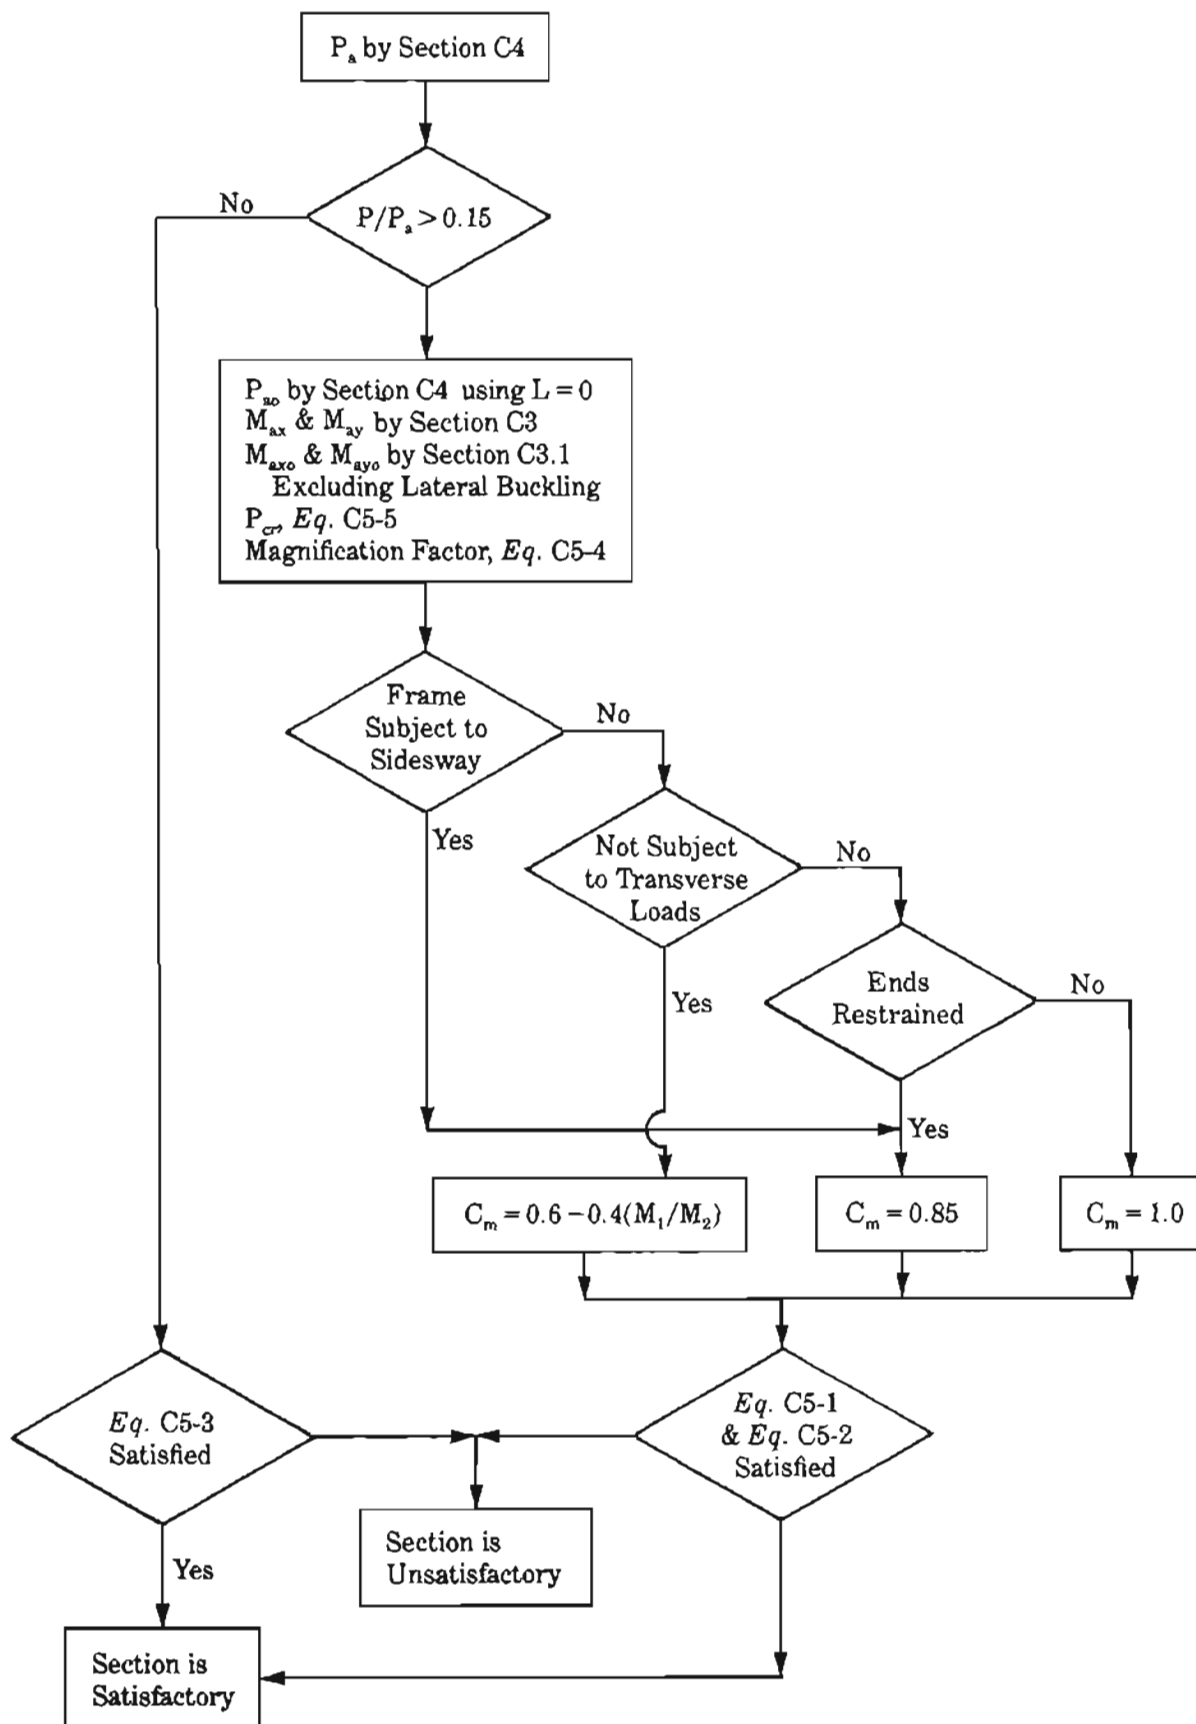 Pₐ by Section C4
No
P/Pₐ > 0.15
Pₐₒ by Section C4 using L = 0
Mₐₓ & Mₐy by Section C3
Mₐₓₒ & Mₐyₒ by Section C3.1
Excluding Lateral Buckling
P_cr, Eq. C5-5
Magnification Factor, Eq. C5-4
Frame
Subject to
Sidesway
No
Yes
Not Subject
to Transverse
Loads
No
Yes
Ends
Restrained
No
Yes
Cₘ = 0.6 – 0.4(M₁/M₂)
Cₘ = 0.85
Cₘ = 1.0
Eq. C5-3
Satisfied
Eq. C5-1
& Eq. C5-2
Satisfied
Yes
Section is
Unsatisfactory
Section is
Satisfactory